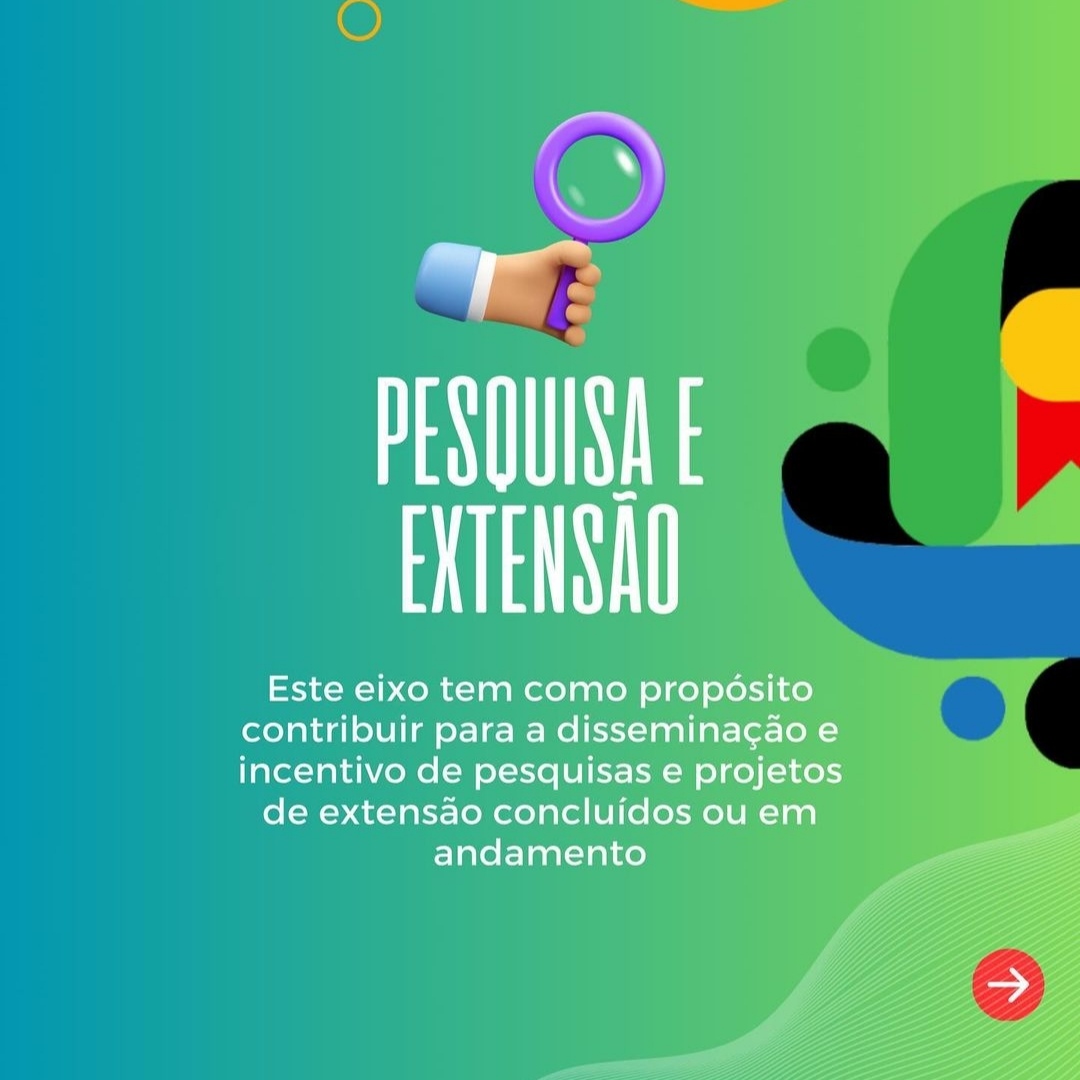 PESQUISA E
EXTENSÃO
Este eixo tem como propósito
contribuir para a disseminação e
incentivo de pesquisas e projetos
de extensão concluídos ou em
andamento